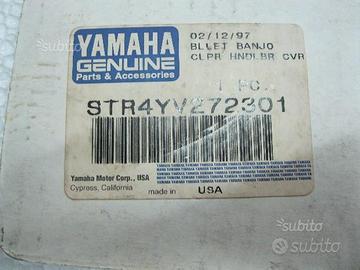 YAMAHA
GENUINE
Parts & Accessories
02/12/97
BLLET BANJO
CLPR HNDLBR CVR
1 PC.
STR4YV272301
Yamaha Motor Corp., USA
Cypress, California
made in USA
subito
subito
subito